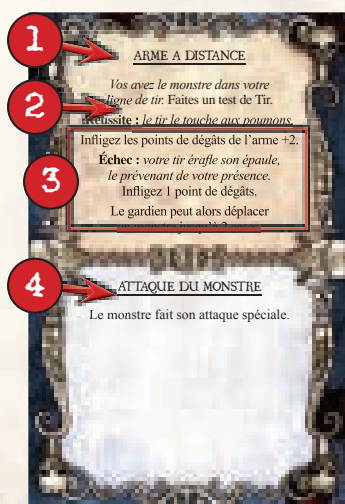 1
ARME A DISTANCE
Vos avez le monstre dans votre
2
ligne de tir. Faites un test de Tir.
Réussite : le tir le touche aux poumons.
Infligez les points de dégâts de l'arme +2.
3
Échec : votre tir érafle son épaule,
le prévenant de votre présence.
Infligez 1 point de dégâts.
Le gardien peut alors déplacer
4
ATTAQUE DU MONSTRE
Le monstre fait son attaque spéciale.